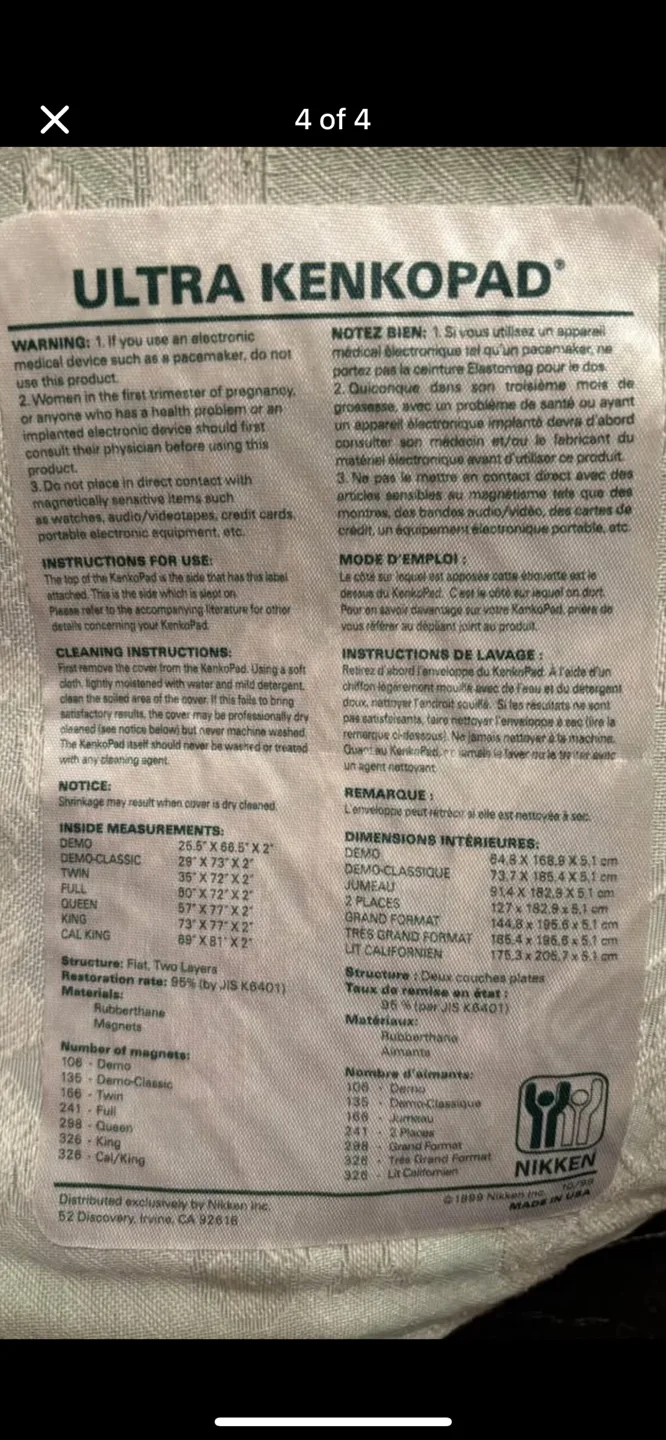 4 of 4
ULTRA KENKOPAD®
WARNING: 1. If you use an electronic
medical device such as a pacemaker, do not
use this product.
2. Women in the first trimester of pregnancy,
or anyone who has a health problem or an
implanted electronic device should first
consult their physician before using this
product.
3. Do not place in direct contact with
magnetically sensitive items such
as watches, audio/videotapes, credit cards,
portable electronic equipment, etc.
INSTRUCTIONS FOR USE:
The top of the KenkoPad is the side that has this label
attached. This is the side which is slept on.
Please refer to the accompanying literature for other
details concerning your KenkoPad.
CLEANING INSTRUCTIONS:
First remove the cover from the KenkoPad. Using a soft
cloth, lightly moistened with water and mild detergent,
clean the soiled area of the cover. If this fails to bring
satisfactory results, the cover may be professionally dry
cleaned (see notice below) but never machine washed.
The KenkoPad itself should never be washed or treated
with any cleaning agent.
NOTICE:
Shrinkage may result when cover is dry cleaned.
INSIDE MEASUREMENTS:
DEMO 25.5" X 66.5" X 2"
DEMO-CLASSIC 29" X 73" X 2"
TWIN 35" X 72" X 2"
FULL 50" X 72" X 2"
QUEEN 57" X 77" X 2"
KING 73" X 77" X 2"
CAL KING 69" X 81" X 2"
Structure: Flat, Two Layers
Restoration rate: 95% (by JIS K6401)
Materials:
Rubberthane
Magnets
Number of magnets:
106 - Demo
135 - Demo-Classic
166 - Twin
241 - Full
298 - Queen
326 - King
326 - Cal/King
NOTEZ BIEN: 1. Si vous utilisez un appareil
médical électronique tel qu'un pacemaker, ne
portez pas la ceinture Elastomag pour le dos.
2. Quiconque dans son troisième mois de
grossesse, avec un problème de santé ou ayant
un appareil électronique implanté devra d'abord
consulter son médecin et/ou le fabricant du
matériel électronique avant d'utiliser ce produit.
3. Ne pas le mettre en contact direct avec des
articles sensibles au magnétisme tels que des
montres, des bandes audio/vidéo, des cartes de
crédit, un équipement électronique portable, etc.
MODE D'EMPLOI :
Le côté sur lequel est apposée cette étiquette est le
dessus du KenkoPad. C'est le côté sur lequel on dort.
Pour en savoir davantage sur votre KenkoPad, prière de
vous référer au dépliant joint au produit.
INSTRUCTIONS DE LAVAGE :
Retirez d'abord l'enveloppe du KenkoPad. À l'aide d'un
chiffon légèrement mouillé avec de l'eau et du détergent
doux, nettoyer l'endroit souillé. Si les résultats ne sont
pas satisfaisants, faire nettoyer l'enveloppe à sec (lire la
remarque ci-dessous). Ne jamais nettoyer à la machine.
Quant au KenkoPad, ne jamais le laver ou le traiter avec
un agent nettoyant.
REMARQUE :
L'enveloppe peut rétrécir si elle est nettoyée à sec.
DIMENSIONS INTÉRIEURES:
DEMO 64,8 X 168,9 X 5,1 cm
DEMO-CLASSIQUE 73,7 X 185,4 X 5,1 cm
JUMEAU 91,4 X 182,9 X 5,1 cm
2 PLACES 127 x 182,9 x 5,1 cm
GRAND FORMAT 144,8 x 195,6 x 5,1 cm
TRÈS GRAND FORMAT 185,4 x 195,6 x 5,1 cm
LIT CALIFORNIEN 175,3 x 205,7 x 5,1 cm
Structure : Deux couches plates
Taux de remise en état :
95 % (par JIS K6401)
Matériaux:
Rubberthane
Aimants
Nombre d'aimants:
106 - Demo
135 - Demo-Classique
166 - Jumeau
241 - 2 Places
298 - Grand Format
326 - Très Grand Format
326 - Lit Californien
NIKKEN
Distributed exclusively by Nikken Inc.
52 Discovery, Irvine, CA 92618
©1999 Nikken Inc. 10/99
MADE IN USA